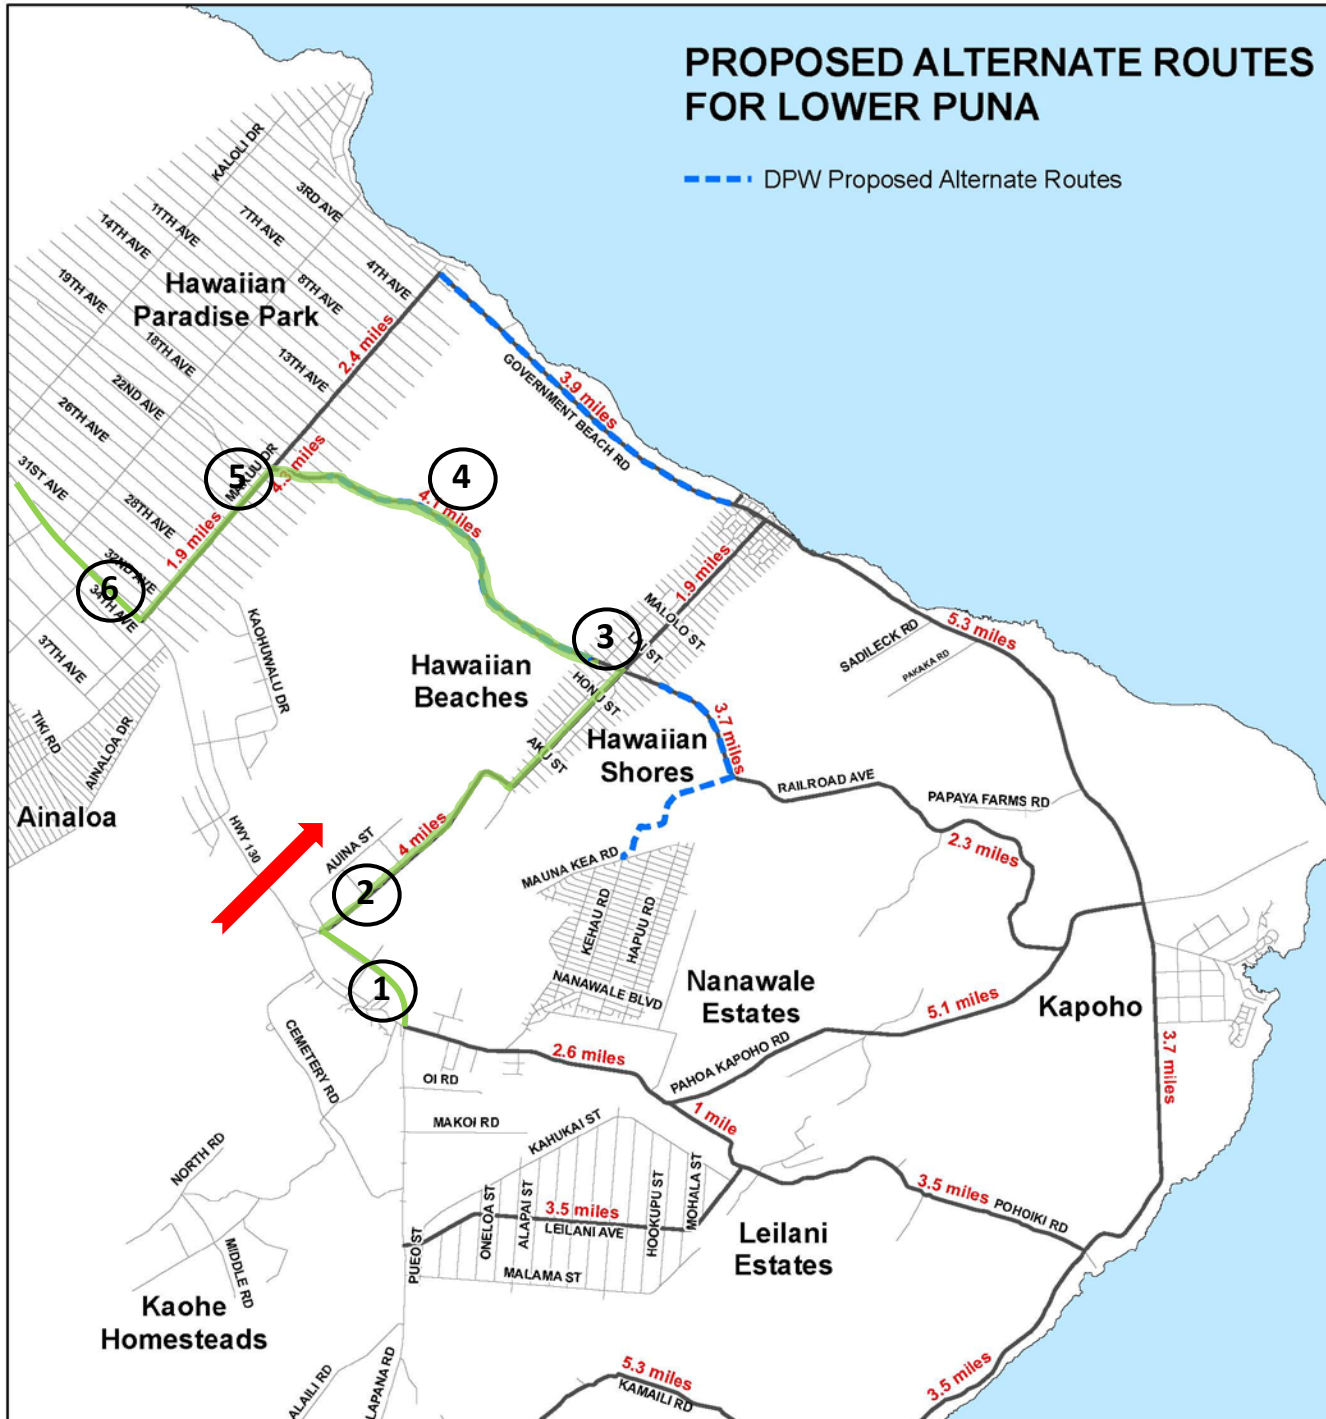 PROPOSED ALTERNATE ROUTES
FOR LOWER PUNA
DPW Proposed Alternate Routes
KALOLI DR
3RD AVE
11TH AVE
7TH AVE
14TH AVE
4TH AVE
8TH AVE
19TH AVE
Hawaiian
Paradise Park
18TH AVE
13TH AVE
2.4 miles
22ND AVE
26TH AVE
GOVERNMENT BEACH RD
3.9 miles
31ST AVE
28TH AVE
MAKUU DR
5
4.3 miles
4
4.1 miles
1.9 miles
32ND AVE
6
34TH AVE
37TH AVE
KAOHUWALU DR
TIKI RD
AINALOA DR
Ainaloa
HWY 130
Hawaiian
Beaches
3
1.9 miles
MALOLO ST
HONU ST
AKU ST
Hawaiian
Shores
3.7 miles
SADILECK RD
PAKAKA RD
5.3 miles
RAILROAD AVE
PAPAYA FARMS RD
2.3 miles
AUINA ST
4 miles
2
MAUNA KEA RD
KEHAU RD
HAPUU RD
NANAWALE BLVD
Nanawale
Estates
1
5.1 miles
Kapoho
CEMETERY RD
2.6 miles
PAHOA KAPOHO RD
3.7 miles
OI RD
MAKOI RD
1 mile
KAHUKAI ST
NORTH RD
ONELOA ST
ALAPAI ST
3.5 miles
LEILANI AVE
HOOKUPU ST
MOHALA ST
3.5 miles
POHOIKI RD
PUEO ST
MALAMA ST
Leilani
Estates
MIDDLE RD
Kaohe
Homesteads
ALAILI RD
LAPANA RD
5.3 miles
KAMAILI RD
3.5 miles